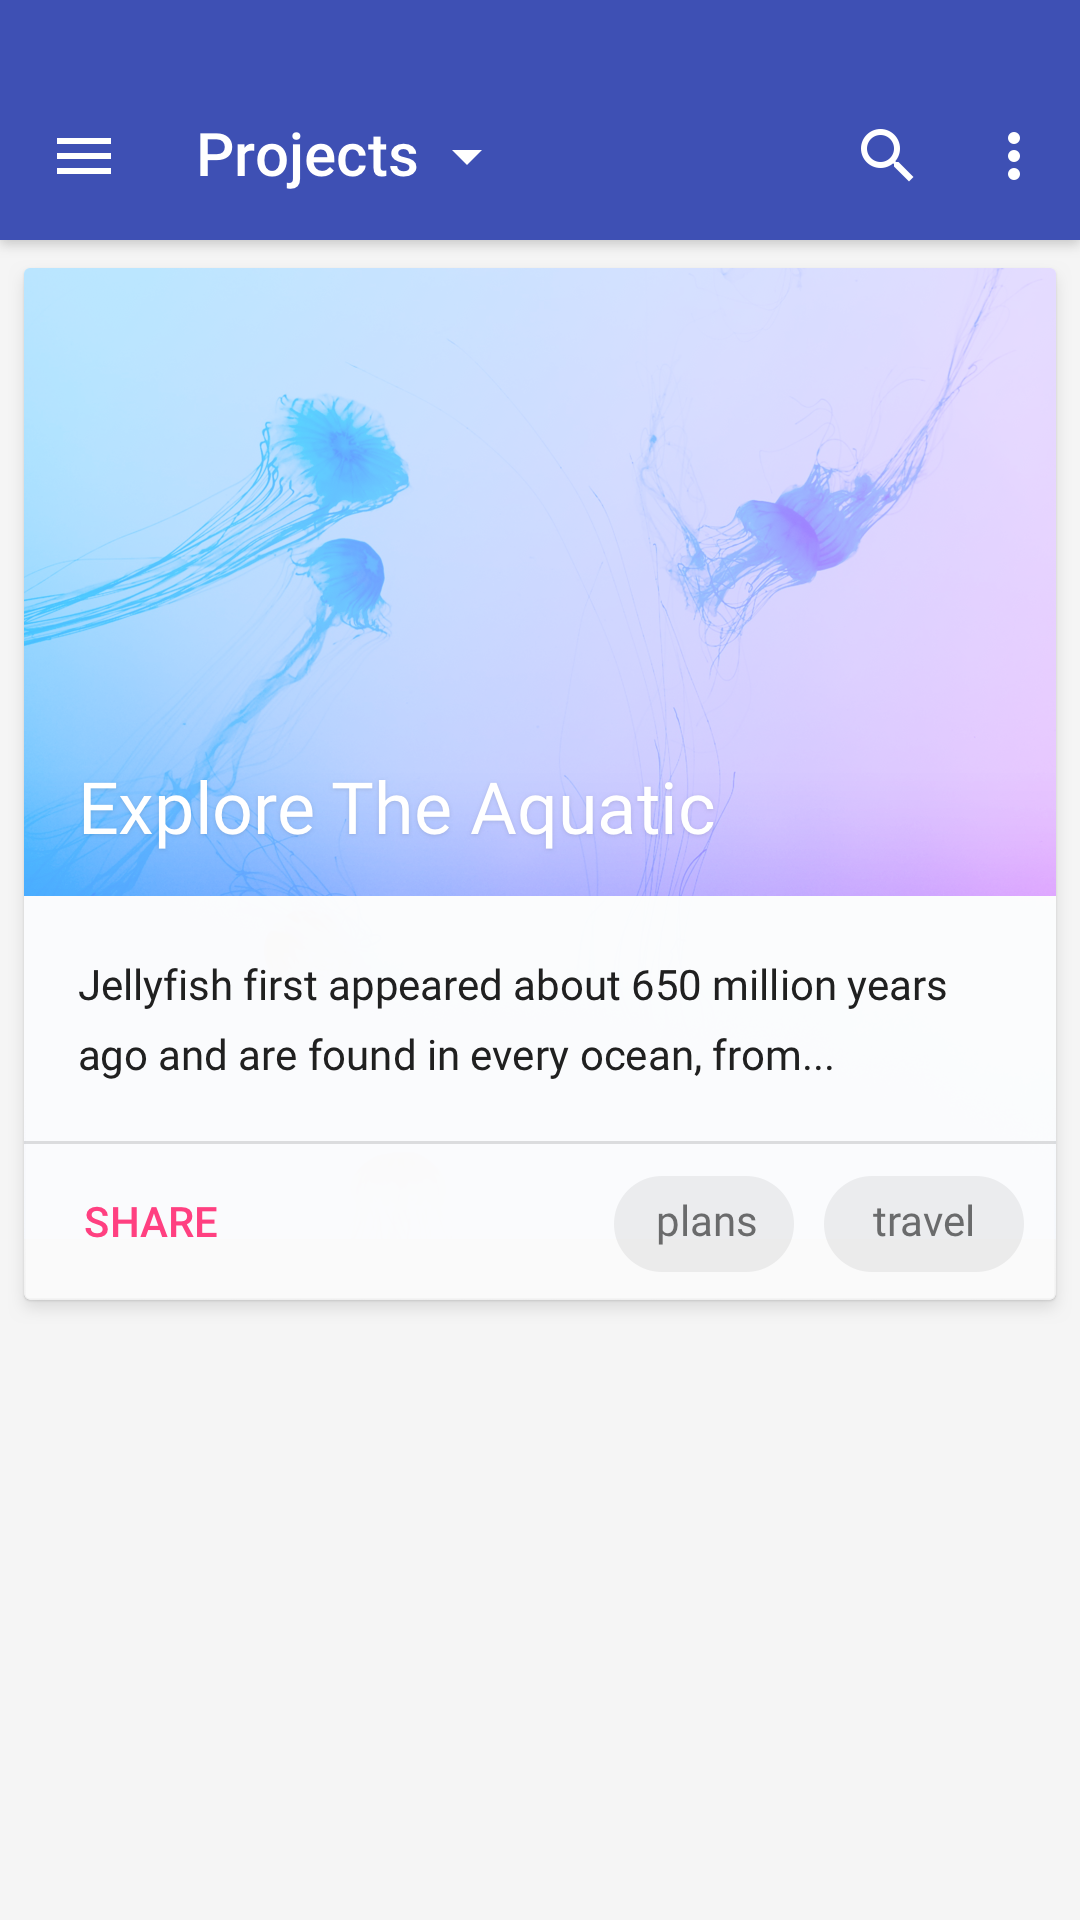 Projects
Explore The Aquatic
Jellyfish first appeared about 650 million years
ago and are found in every ocean, from...
SHARE plans travel